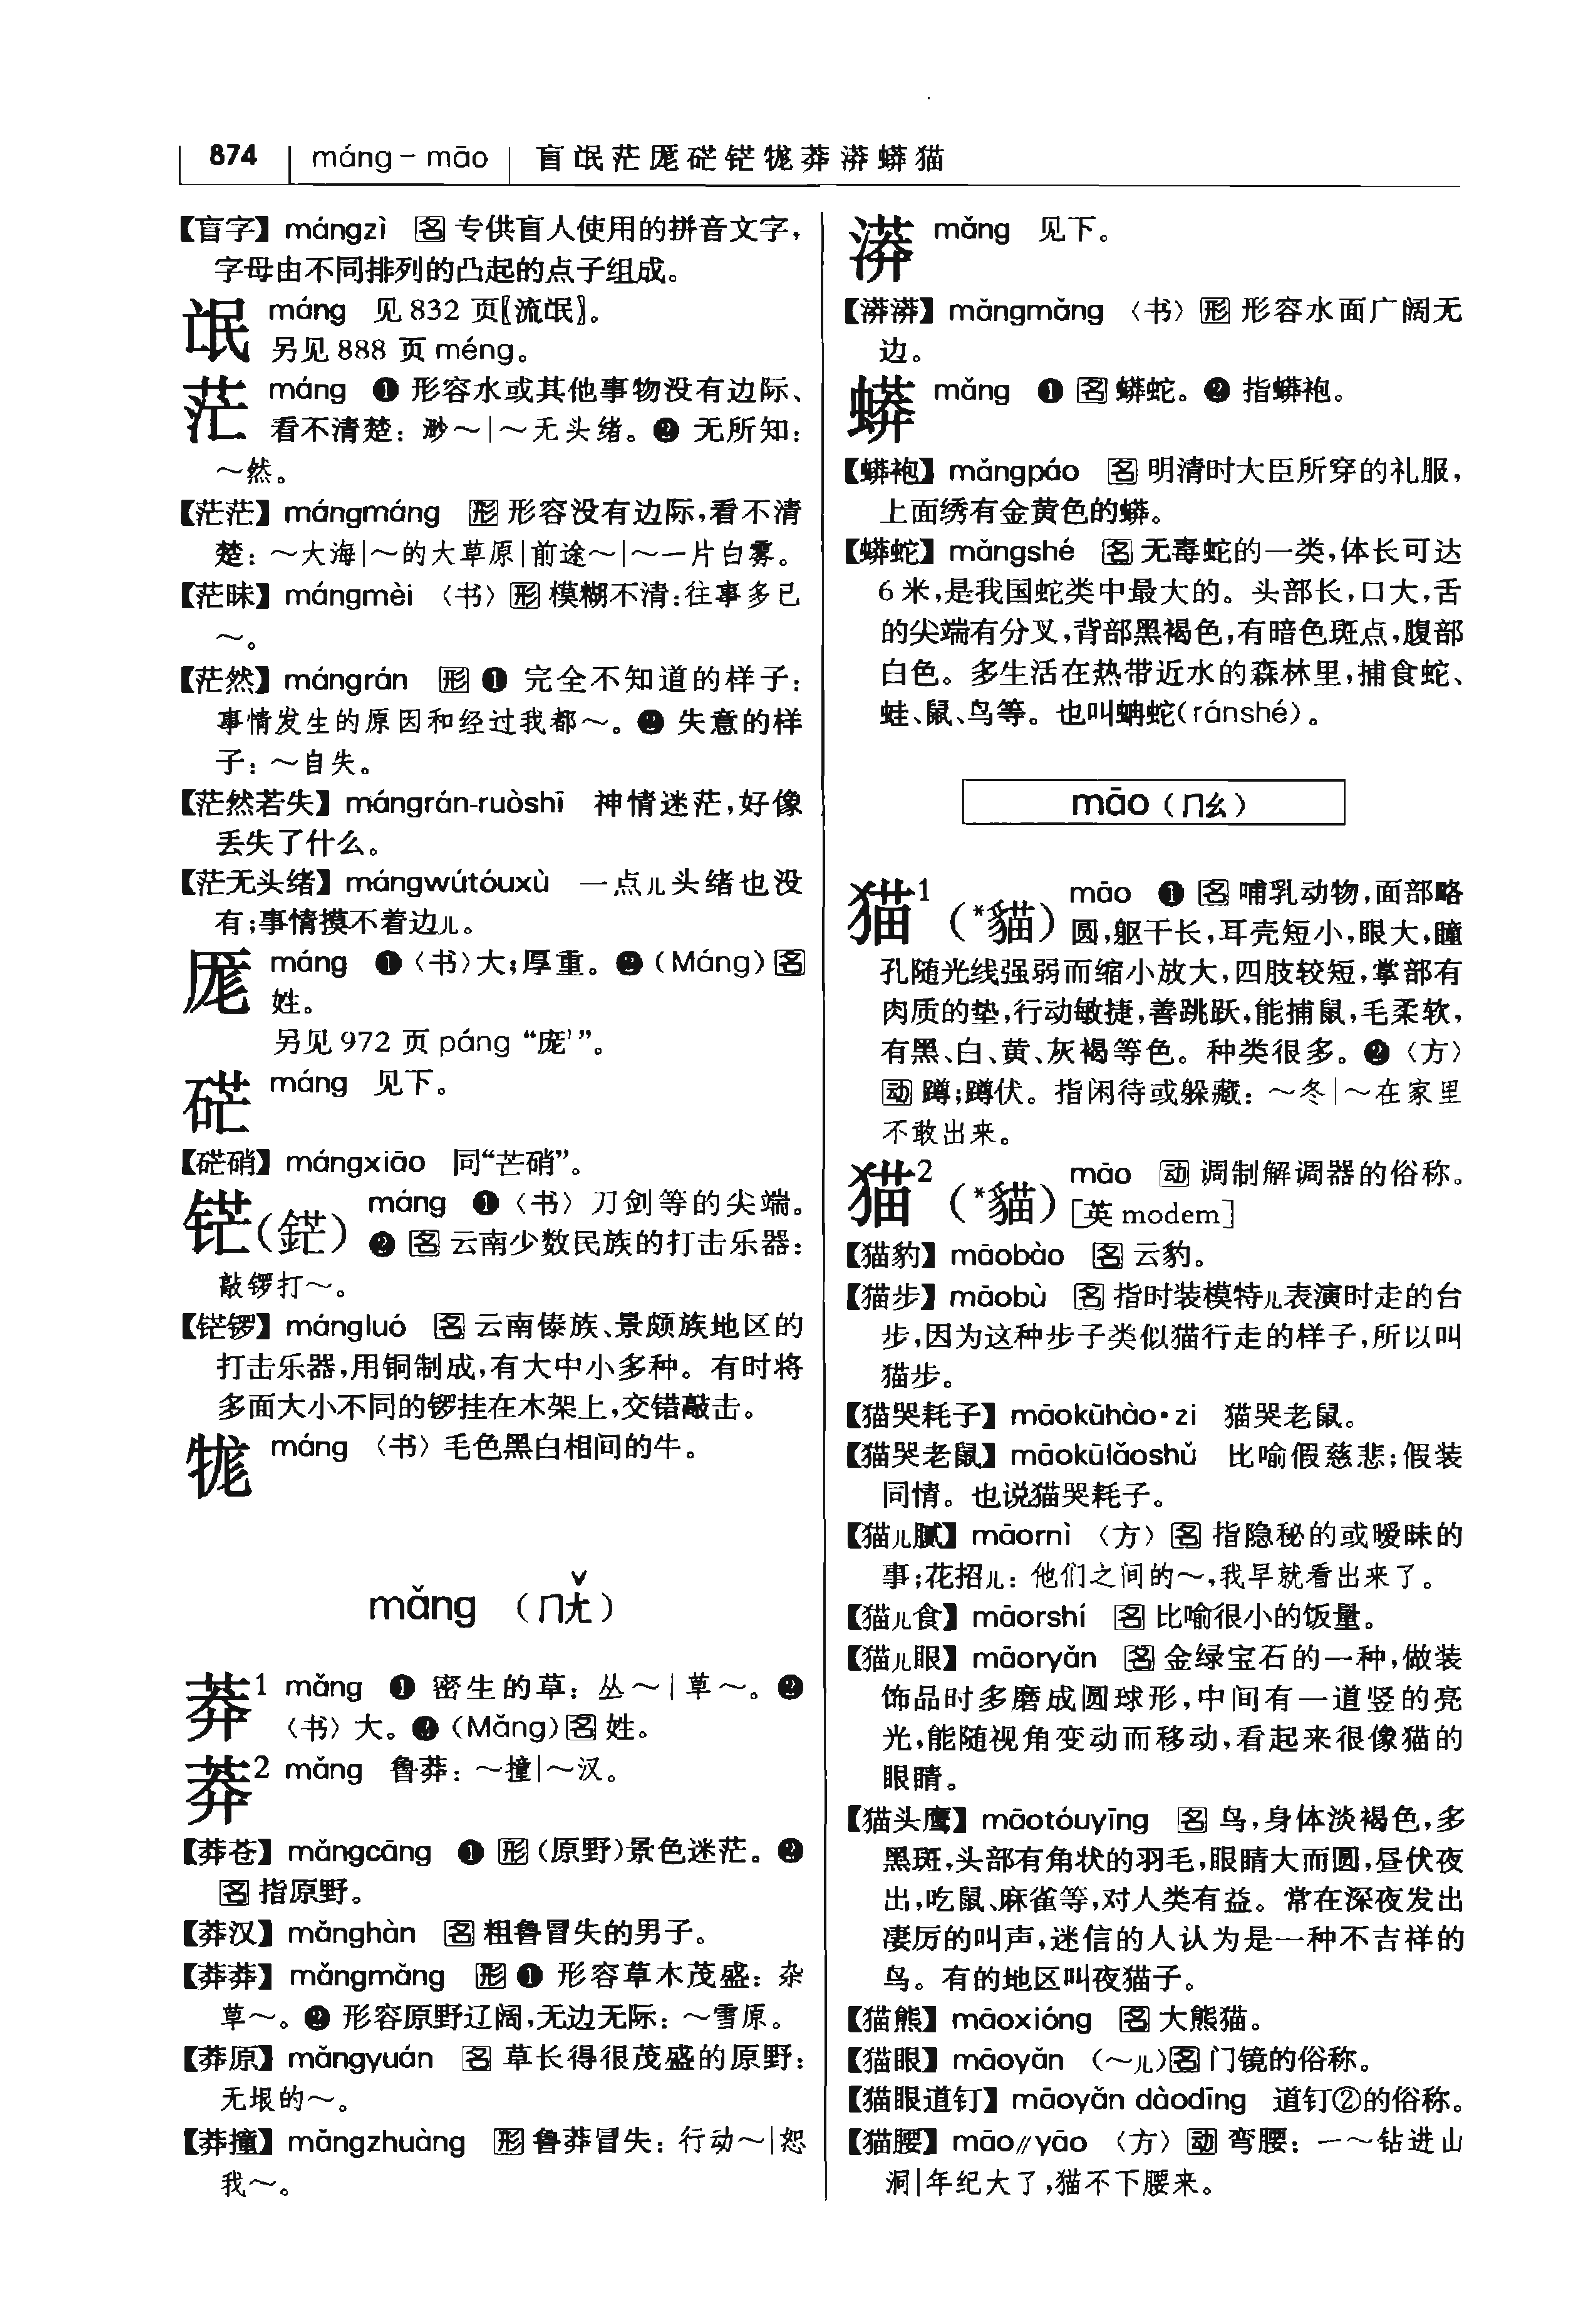 874 máng – māo 盲氓茫厖硭铓牻莽漭蟒猫
【盲字】 mángzì 名 专供盲人使用的拼音文字，
字母由不同排列的凸起的点子组成。
氓 máng 见 832 页〖流氓〗。
另见 888 页 méng。
茫 máng ❶ 形容水或其他事物没有边际、
看不清楚：渺～|～无头绪。❷ 无所知：
～然。
【茫茫】 mángmáng 形 形容没有边际，看不清
楚：～大海|～的大草原|前途～|～一片白雾。
【茫昧】 mángmèi 〈书〉形 模糊不清：往事多已
～。
【茫然】 mángrán 形 ❶ 完全不知道的样子：
事情发生的原因和经过我都～。❷ 失意的样
子：～自失。
【茫然若失】 mángrán-ruòshī 神情迷茫，好像
丢失了什么。
【茫无头绪】 mángwútóuxù 一点儿头绪也没
有；事情摸不着边儿。
厖 máng ❶〈书〉大；厚重。❷（Máng）名
姓。
另见 972 页 páng “庞¹”。
硭 máng 见下。
【硭硝】 mángxiāo 同“芒硝”。
铓(鋩) máng ❶〈书〉刀剑等的尖端。
❷ 名 云南少数民族的打击乐器：
敲锣打～。
【铓锣】 mángluó 名 云南傣族、景颇族地区的
打击乐器，用铜制成，有大中小多种。有时将
多面大小不同的锣挂在木架上，交错敲击。
牻 máng 〈书〉毛色黑白相间的牛。
mǎng （ㄇㄤˇ）
莽¹ mǎng ❶ 密生的草：丛～|草～。❷
〈书〉大。❸（Mǎng）名 姓。
莽² mǎng 鲁莽：～撞|～汉。
【莽苍】 mǎngcāng ❶ 形（原野）景色迷茫。❷
名 指原野。
【莽汉】 mǎnghàn 名 粗鲁冒失的男子。
【莽莽】 mǎngmǎng 形 ❶ 形容草木茂盛：杂
草～。❷ 形容原野辽阔，无边无际：～雪原。
【莽原】 mǎngyuán 名 草长得很茂盛的原野：
无垠的～。
【莽撞】 mǎngzhuàng 形 鲁莽冒失：行动～|恕
我～。
漭 mǎng 见下。
【漭漭】 mǎngmǎng 〈书〉形 形容水面广阔无
边。
蟒 mǎng ❶ 名 蟒蛇。❷ 指蟒袍。
【蟒袍】 mǎngpáo 名 明清时大臣所穿的礼服，
上面绣有金黄色的蟒。
【蟒蛇】 mǎngshé 名 无毒蛇的一类，体长可达
6 米，是我国蛇类中最大的。头部长，口大，舌
的尖端有分叉，背部黑褐色，有暗色斑点，腹部
白色。多生活在热带近水的森林里，捕食蛇、
蛙、鼠、鸟等。也叫蚺蛇（ránshé）。
māo（ㄇㄠ）
猫¹（*貓） māo ❶ 名 哺乳动物，面部略
圆，躯干长，耳壳短小，眼大，瞳
孔随光线强弱而缩小放大，四肢较短，掌部有
肉质的垫，行动敏捷，善跳跃，能捕鼠，毛柔软，
有黑、白、黄、灰褐等色。种类很多。❷〈方〉
动 蹲；蹲伏。指闲待或躲藏：～冬|～在家里
不敢出来。
猫²（*貓） māo 动 调制解调器的俗称。
［英 modem］
【猫豹】 māobào 名 云豹。
【猫步】 māobù 名 指时装模特儿表演时走的台
步，因为这种步子类似猫行走的样子，所以叫
猫步。
【猫哭耗子】 māokūhào·zi 猫哭老鼠。
【猫哭老鼠】 māokūlǎoshǔ 比喻假慈悲；假装
同情。也说猫哭耗子。
【猫儿腻】 māornì 〈方〉名 指隐秘的或暧昧的
事；花招儿：他们之间的～，我早就看出来了。
【猫儿食】 māorshí 名 比喻很小的饭量。
【猫儿眼】 māoryǎn 名 金绿宝石的一种，做装
饰品时多磨成圆球形，中间有一道竖的亮
光，能随视角变动而移动，看起来很像猫的
眼睛。
【猫头鹰】 māotóuyīng 名 鸟，身体淡褐色，多
黑斑，头部有角状的羽毛，眼睛大而圆，昼伏夜
出，吃鼠、麻雀等，对人类有益。常在深夜发出
凄厉的叫声，迷信的人认为是一种不吉祥的
鸟。有的地区叫夜猫子。
【猫熊】 māoxióng 名 大熊猫。
【猫眼】 māoyǎn （～儿）名 门镜的俗称。
【猫眼道钉】 māoyǎn dàodīng 道钉②的俗称。
【猫腰】 māo∥yāo 〈方〉动 弯腰：一～钻进山
洞|年纪大了，猫不下腰来。